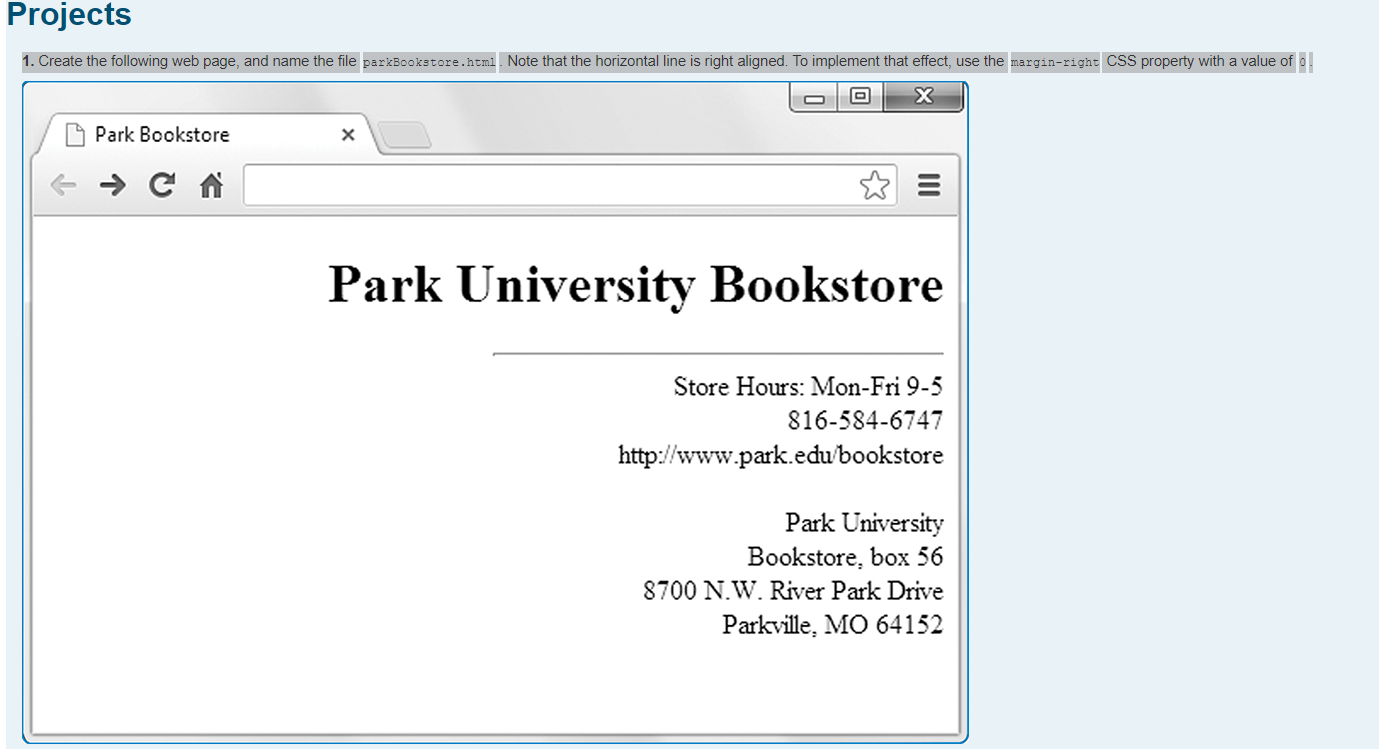 Projects
1. Create the following web page, and name the file parkBookstore.html. Note that the horizontal line is right aligned. To implement that effect, use the margin-right CSS property with a value of 0.
Park Bookstore
Park University Bookstore
Store Hours: Mon-Fri 9-5
816-584-6747
http://www.park.edu/bookstore
Park University
Bookstore, box 56
8700 N.W. River Park Drive
Parkville, MO 64152